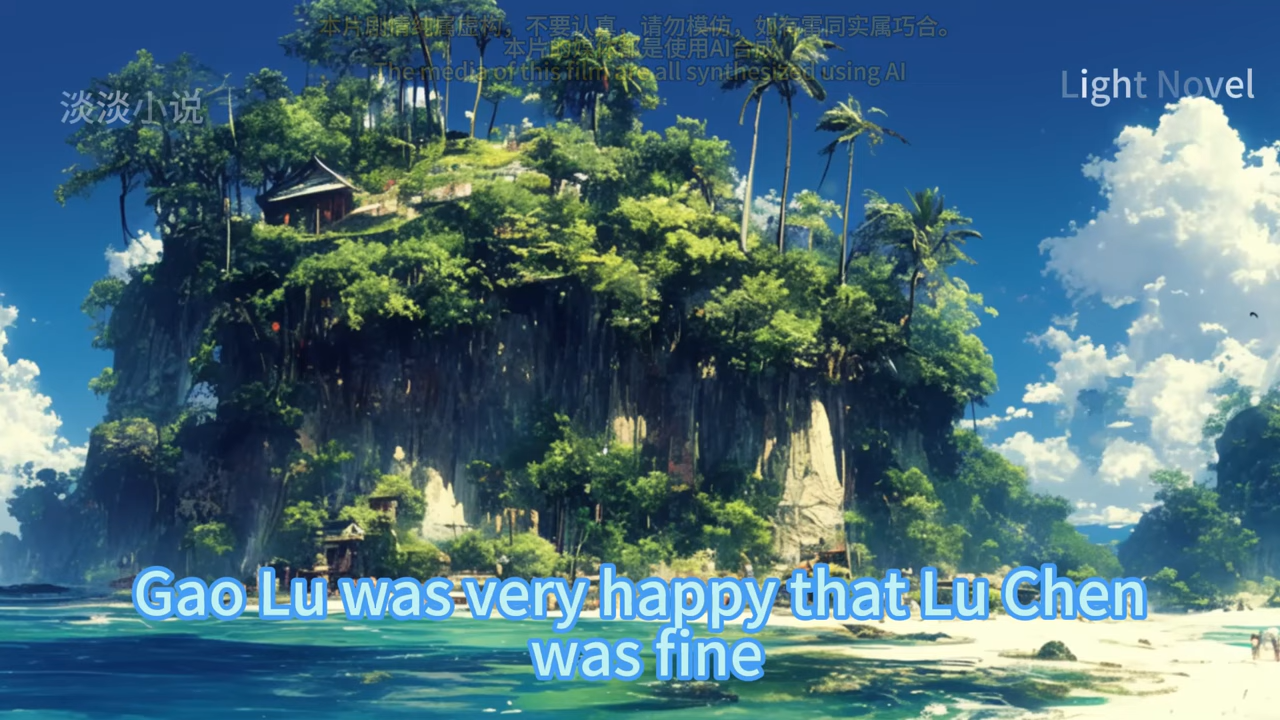 本片剧情纯属虚构，不要认真，请勿模仿，如有雷同实属巧合。
本片的媒体都是使用AI合成
The media of this film are all synthesized using AI
淡淡小说
Light Novel
Gao Lu was very happy that Lu Chen
was fine